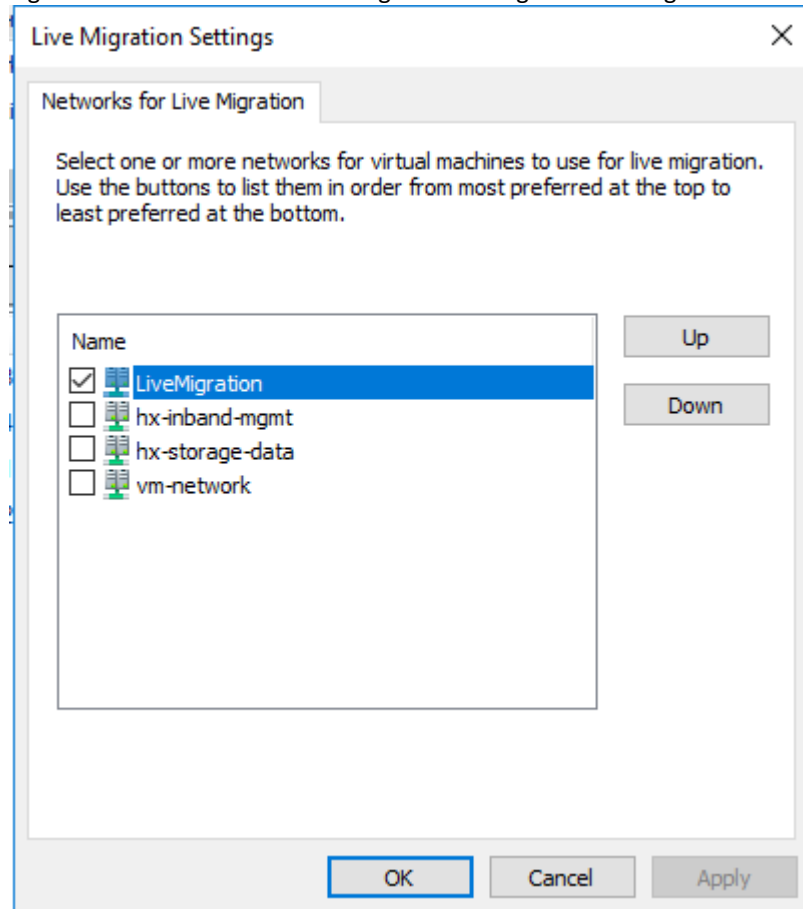 Live Migration Settings
Networks for Live Migration
Select one or more networks for virtual machines to use for live migration.
Use the buttons to list them in order from most preferred at the top to
least preferred at the bottom.
Name
Up
LiveMigration
Down
hx-inband-mgmt
hx-storage-data
vm-network
OK
Cancel
Apply